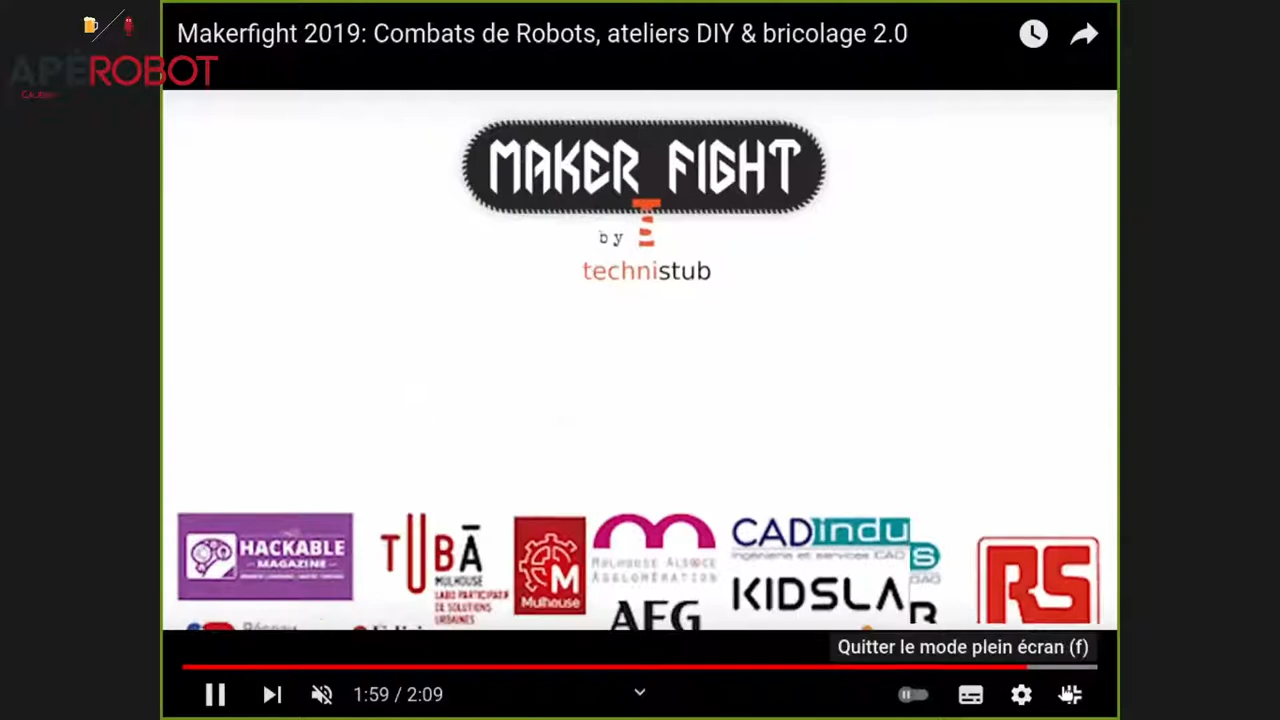 Makerfight 2019: Combats de Robots, ateliers DIY & bricolage 2.0
APÉROBOT
MAKER FIGHT
by
technistub
HACKABLE
MAGAZINE
TUBĀ
MULHOUSE
LABO PARTICIPATIF
DE SOLUTIONS
URBAINES
M
Mulhouse
MULHOUSE ALSACE
AGGLOMÉRATION
AEG
CADindus
Ingénierie et services (CAO
DAO
KIDSLAB
RS
Réseau
Quitter le mode plein écran (f)
1:59 / 2:09